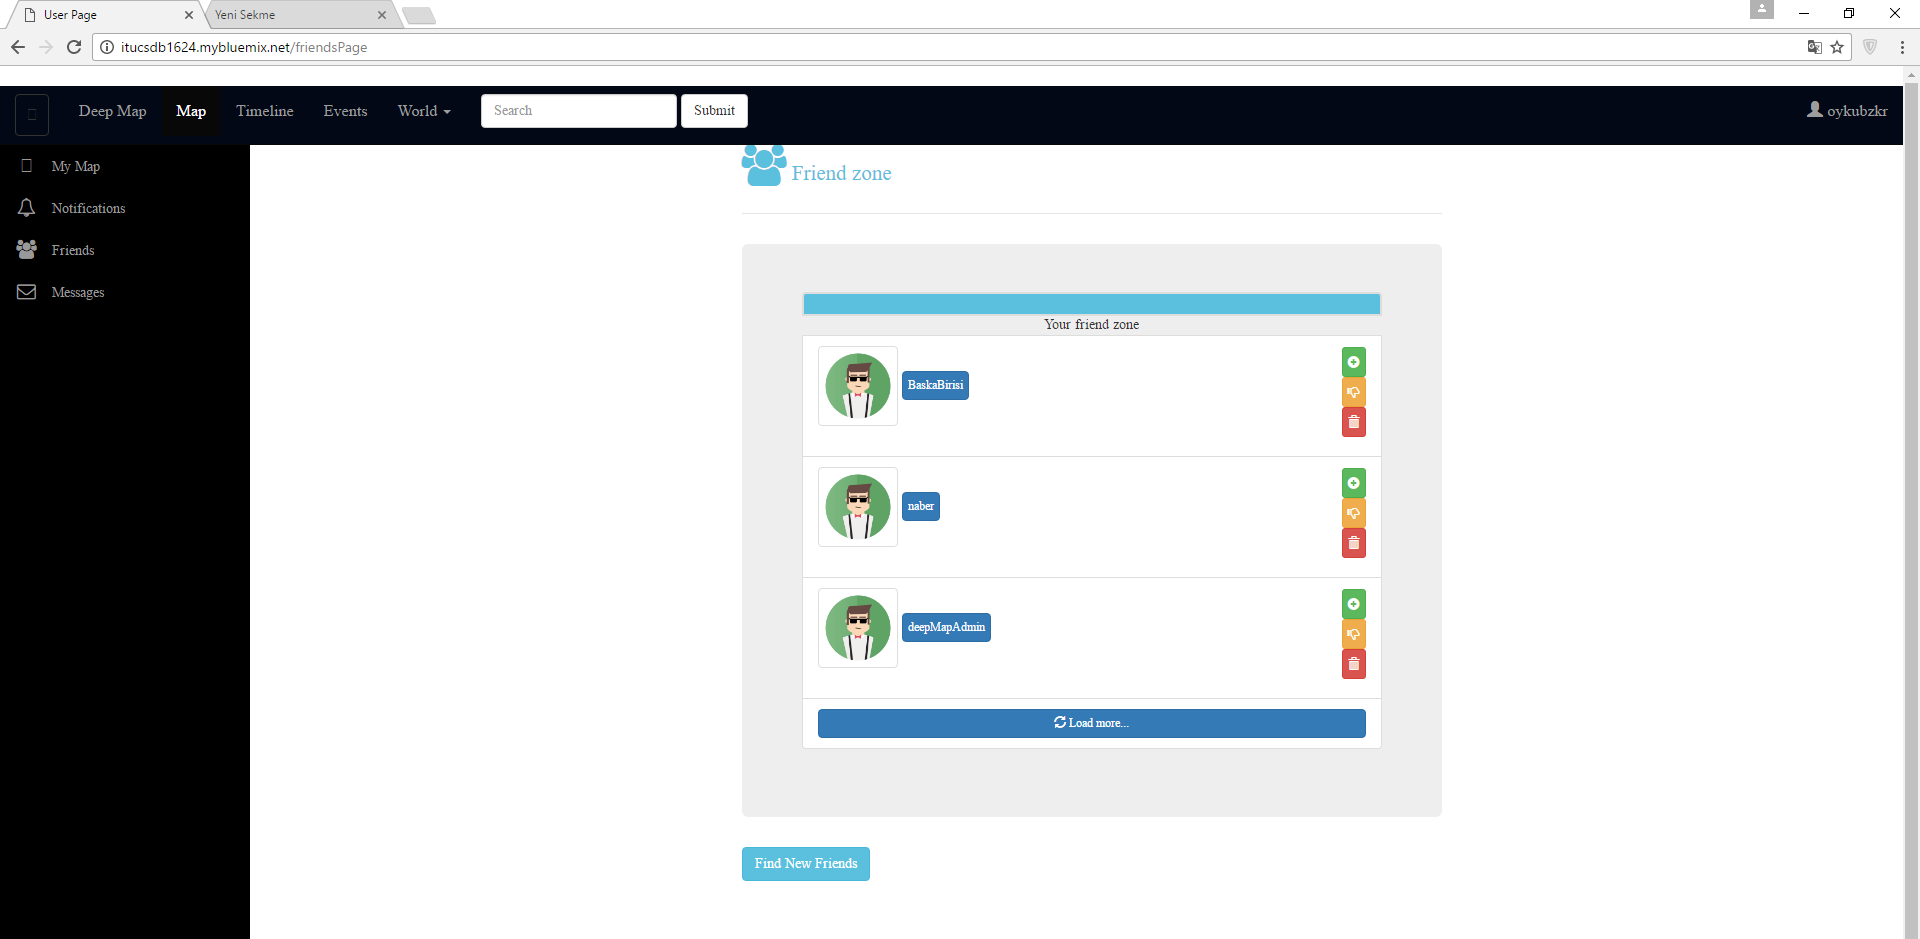 User Page
Yeni Sekme
itucsdb1624.mybluemix.net/friendsPage
Deep Map Map Timeline Events World Search Submit oykubzkr
My Map
Notifications
Friends
Messages
Friend zone
Your friend zone
BaskaBirisi
naber
deepMapAdmin
Load more...
Find New Friends